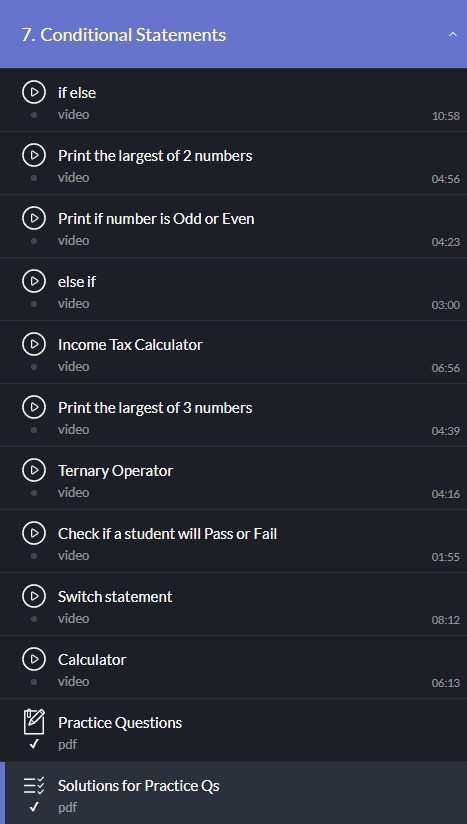 7. Conditional Statements
if else
video
10:58
Print the largest of 2 numbers
video
04:56
Print if number is Odd or Even
video
04:23
else if
video
03:00
Income Tax Calculator
video
06:56
Print the largest of 3 numbers
video
04:39
Ternary Operator
video
04:16
Check if a student will Pass or Fail
video
01:55
Switch statement
video
08:12
Calculator
video
06:13
Practice Questions
pdf
Solutions for Practice Qs
pdf